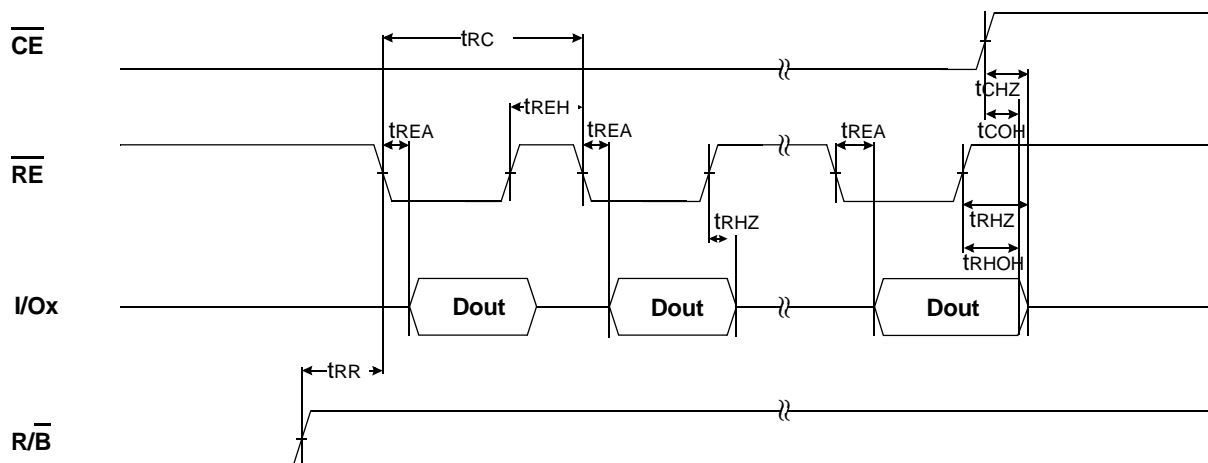 CE
tRC
tCHZ
tREH
tREA
tREA
tREA
tCOH
RE
tRHZ
tRHZ
tRHOH
I/Ox
Dout
Dout
Dout
tRR
R/B